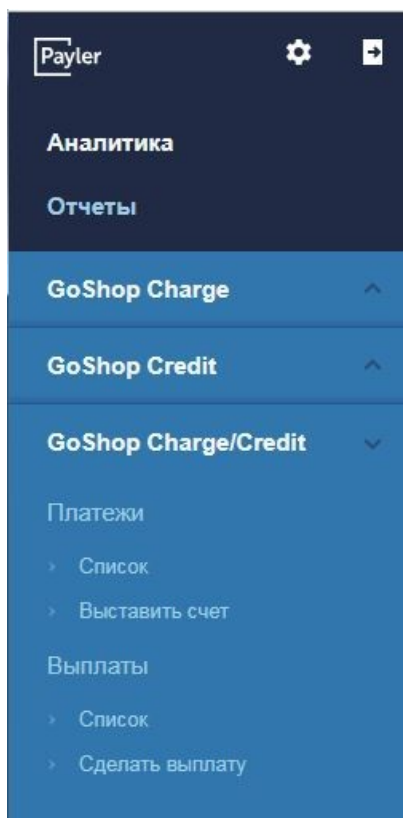 Payler
Аналитика
Отчеты
GoShop Charge
GoShop Credit
GoShop Charge/Credit
Платежи
Список
Выставить счет
Выплаты
Список
Сделать выплату